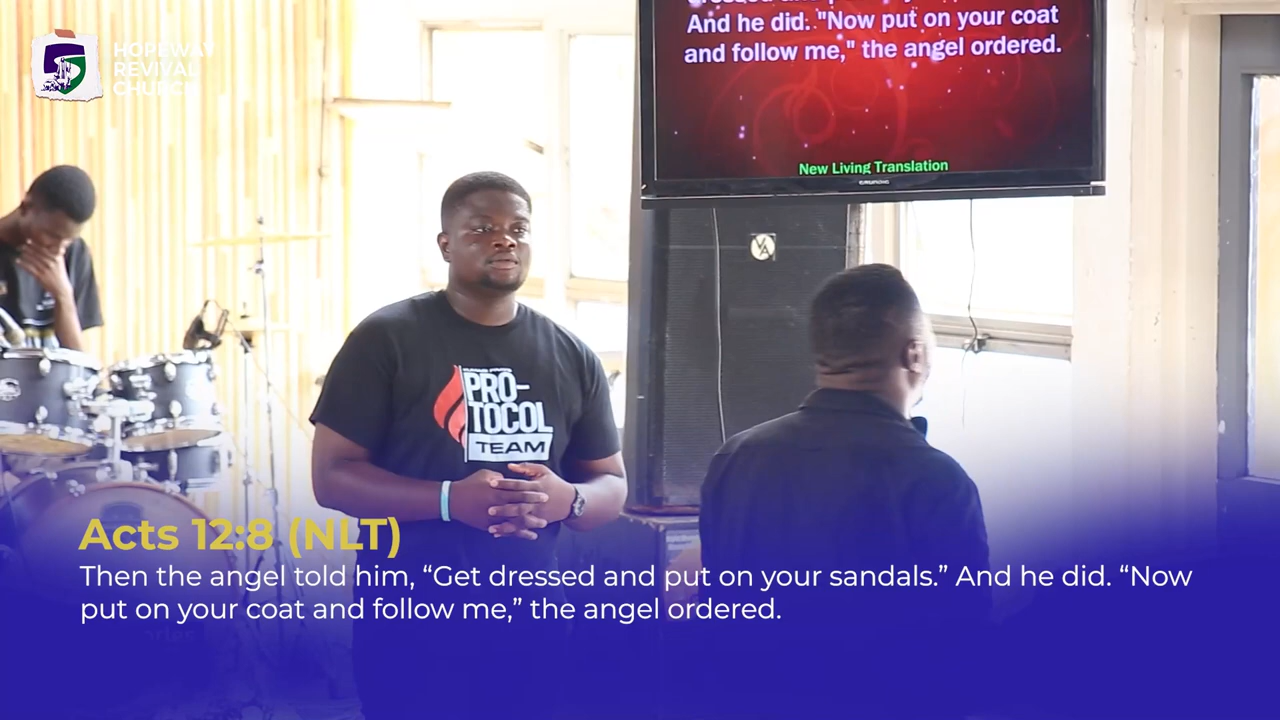 HOPEWAY
REVIVAL
CHURCH
And he did. "Now put on your coat
and follow me," the angel ordered.
New Living Translation
GRUNDIG
VA
PRO-
TOCOL
TEAM
Acts 12:8 (NLT)
Then the angel told him, “Get dressed and put on your sandals.” And he did. “Now
put on your coat and follow me,” the angel ordered.